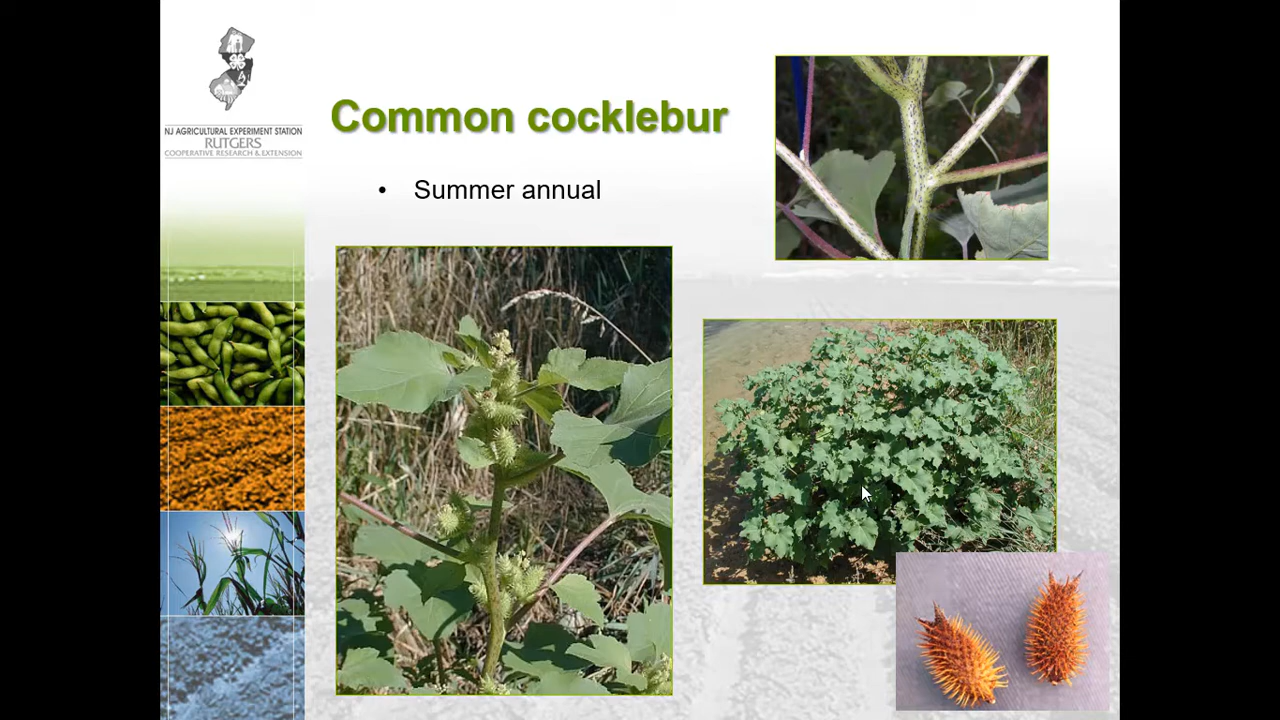 NJ AGRICULTURAL EXPERIMENT STATION
RUTGERS
COOPERATIVE RESEARCH & EXTENSION
Common cocklebur
• Summer annual